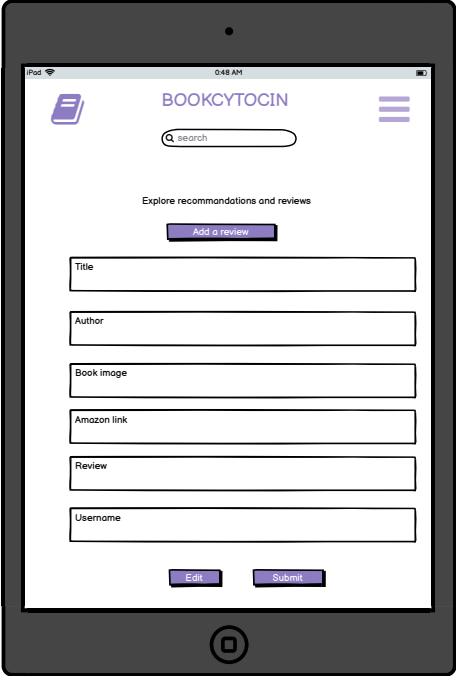 iPad 0:48 AM
BOOKCYTOCIN
search
Explore recommandations and reviews
Add a review
Title
Author
Book image
Amazon link
Review
Username
Edit Submit